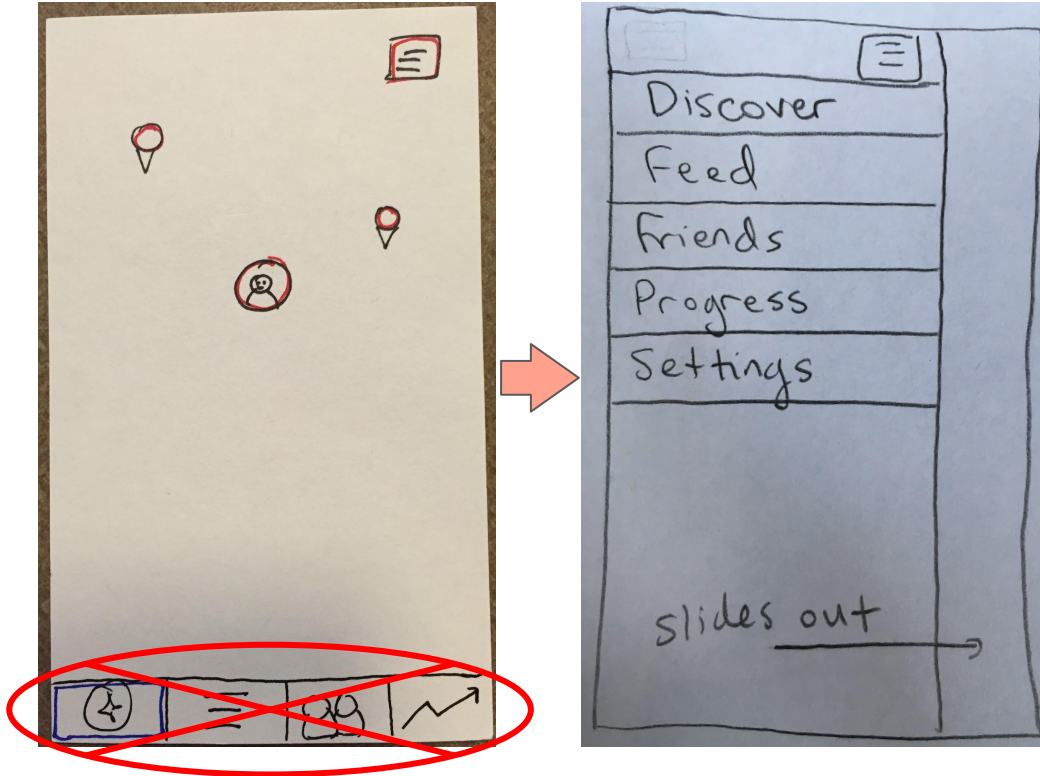 Discover
Feed
Friends
Progress
Settings
slides out